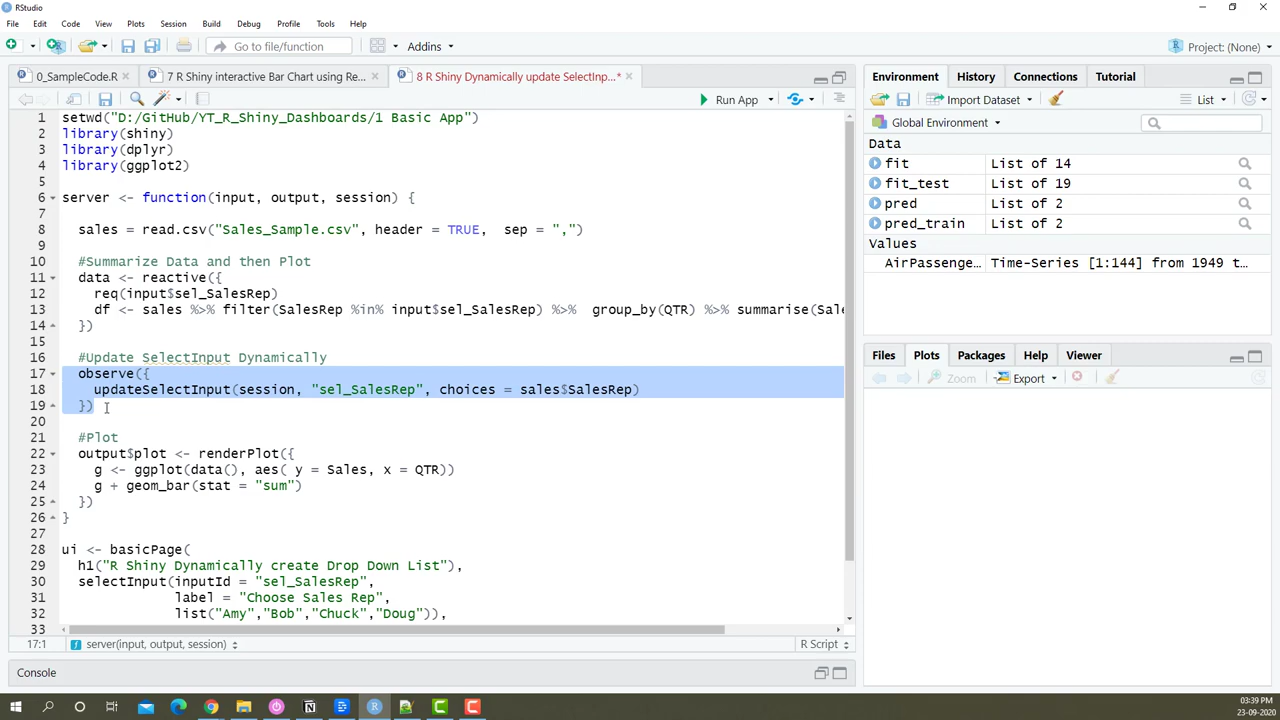 RStudio
File Edit Code View Plots Session Build Debug Profile Tools Help
Go to file/function Addins Project: (None)
0_SampleCode.R 7 R Shiny interactive Bar Chart using Re... 8 R Shiny Dynamically update SelectInp...*
Run App
1 setwd("D:/GitHub/YT_R_Shiny_Dashboards/1 Basic App")
2 library(shiny)
3 library(dplyr)
4 library(ggplot2)
5
6 server <- function(input, output, session) {
7
8 sales = read.csv("Sales_Sample.csv", header = TRUE, sep = ",")
9
10 #Summarize Data and then Plot
11 data <- reactive({
12 req(input$sel_SalesRep)
13 df <- sales %>% filter(SalesRep %in% input$sel_SalesRep) %>% group_by(QTR) %>% summarise(Sale
14 })
15
16 #Update SelectInput Dynamically
17 observe({
18 updateSelectInput(session, "sel_SalesRep", choices = sales$SalesRep)
19 })
20
21 #Plot
22 output$plot <- renderPlot({
23 g <- ggplot(data(), aes( y = Sales, x = QTR))
24 g + geom_bar(stat = "sum")
25 })
26 }
27
28 ui <- basicPage(
29 h1("R Shiny Dynamically create Drop Down List"),
30 selectInput(inputId = "sel_SalesRep",
31 label = "Choose Sales Rep",
32 list("Amy","Bob","Chuck","Doug")),
33
17:1 server(input, output, session) R Script
Console
Environment History Connections Tutorial
Import Dataset List
Global Environment
Data
fit List of 14
fit_test List of 19
pred List of 2
pred_train List of 2
Values
AirPassenge... Time-Series [1:144] from 1949 t...
Files Plots Packages Help Viewer
Zoom Export
03:39 PM
23-09-2020